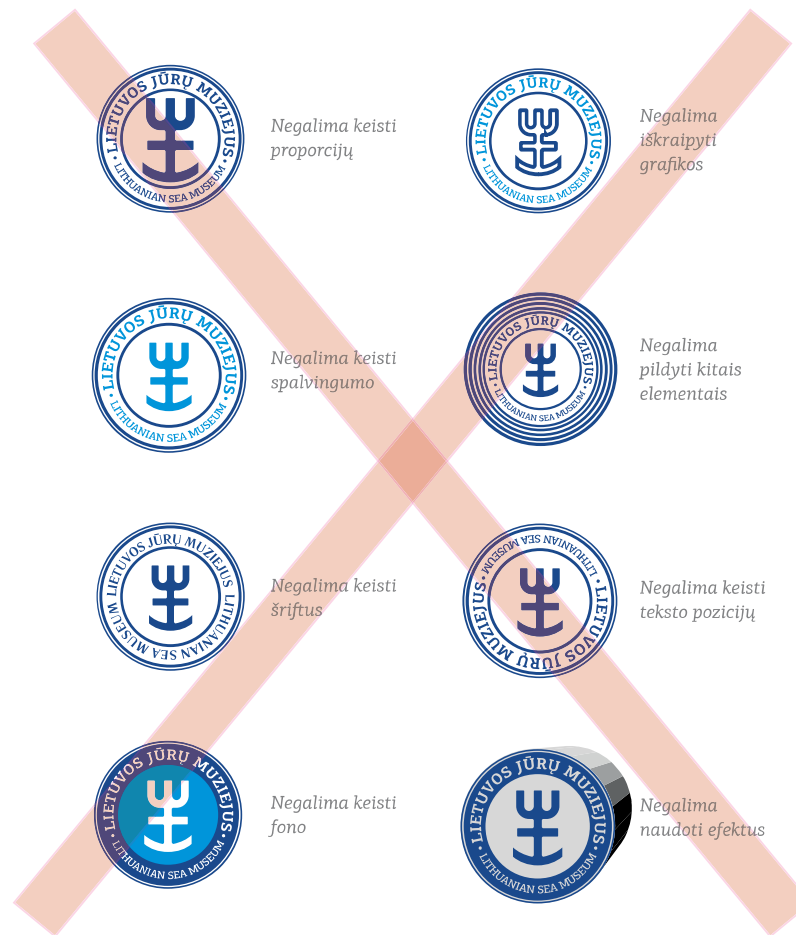 LIETUVOS JŪRŲ MUZIEJUS
• LITHUANIAN SEA MUSEUM •
Negalima keisti
proporcijų
LIETUVOS JŪRŲ MUZIEJUS
• LITHUANIAN SEA MUSEUM •
Negalima
iškraipyti
grafikos
LIETUVOS JŪRŲ MUZIEJUS
• LITHUANIAN SEA MUSEUM •
Negalima keisti
spalvingumo
LIETUVOS JŪRŲ MUZIEJUS
• LITHUANIAN SEA MUSEUM •
Negalima
pildyti kitais
elementais
LIETUVOS JŪRŲ MUZIEJUS
LITHUANIAN SEA MUSEUM
Negalima keisti
šriftus
LITHUANIAN SEA MUSEUM
• LIETUVOS JŪRŲ MUZIEJUS •
Negalima keisti
teksto pozicijų
LIETUVOS JŪRŲ MUZIEJUS
• LITHUANIAN SEA MUSEUM •
Negalima keisti
fono
LIETUVOS JŪRŲ MUZIEJUS
• LITHUANIAN SEA MUSEUM •
Negalima
naudoti efektus